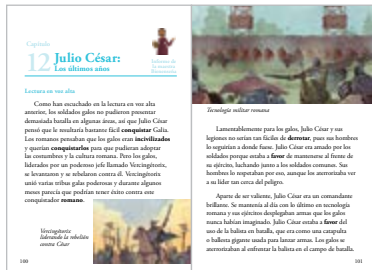 Capítulo
12 Julio César:
Los últimos años
Lectura en voz alta
Como han escuchado en la lectura en voz alta
anterior, los soldados galos no pudieron presentar
demasiada batalla en algunas áreas, así que Julio César
pensó que le resultaría bastante fácil conquistar Galia.
Los romanos pensaban que los galos eran incivilizados
y querían conquistarlos para que pudieran adoptar
las costumbres y la cultura romana. Pero los galos,
liderados por un poderoso jefe llamado Vercingétorix,
se levantaron y se rebelaron contra él. Vercingétorix
unió varias tribus galas poderosas y durante algunos
meses parecía que podrían tener éxito contra este
conquistador romano.
Vercingétorix
liderando la rebelión
contra César
100
Tecnología militar romana
Lamentablemente para los galos, Julio César y sus
legiones no serían tan fáciles de derrotar, pues sus hombres
lo seguirían a donde fuese. Julio César era amado por los
soldados porque estaba a favor de mantenerse al frente de
su ejército, luchando junto a los soldados comunes. Sus
hombres lo respetaban por eso, aunque los aterrorizaba ver
a su líder tan cerca del peligro.
Aparte de ser valiente, Julio César era un comandante
brillante. Se mantenía al día con lo último en tecnología
romana y sus ejércitos desplegaban armas que los galos
nunca habían imaginado. Julio César estaba a favor del
uso de la balista en batalla, que era como una catapulta
o ballesta gigante usada para lanzar armas. Los galos se
aterrorizaban al enfrentar la balista en el campo de batalla.
101